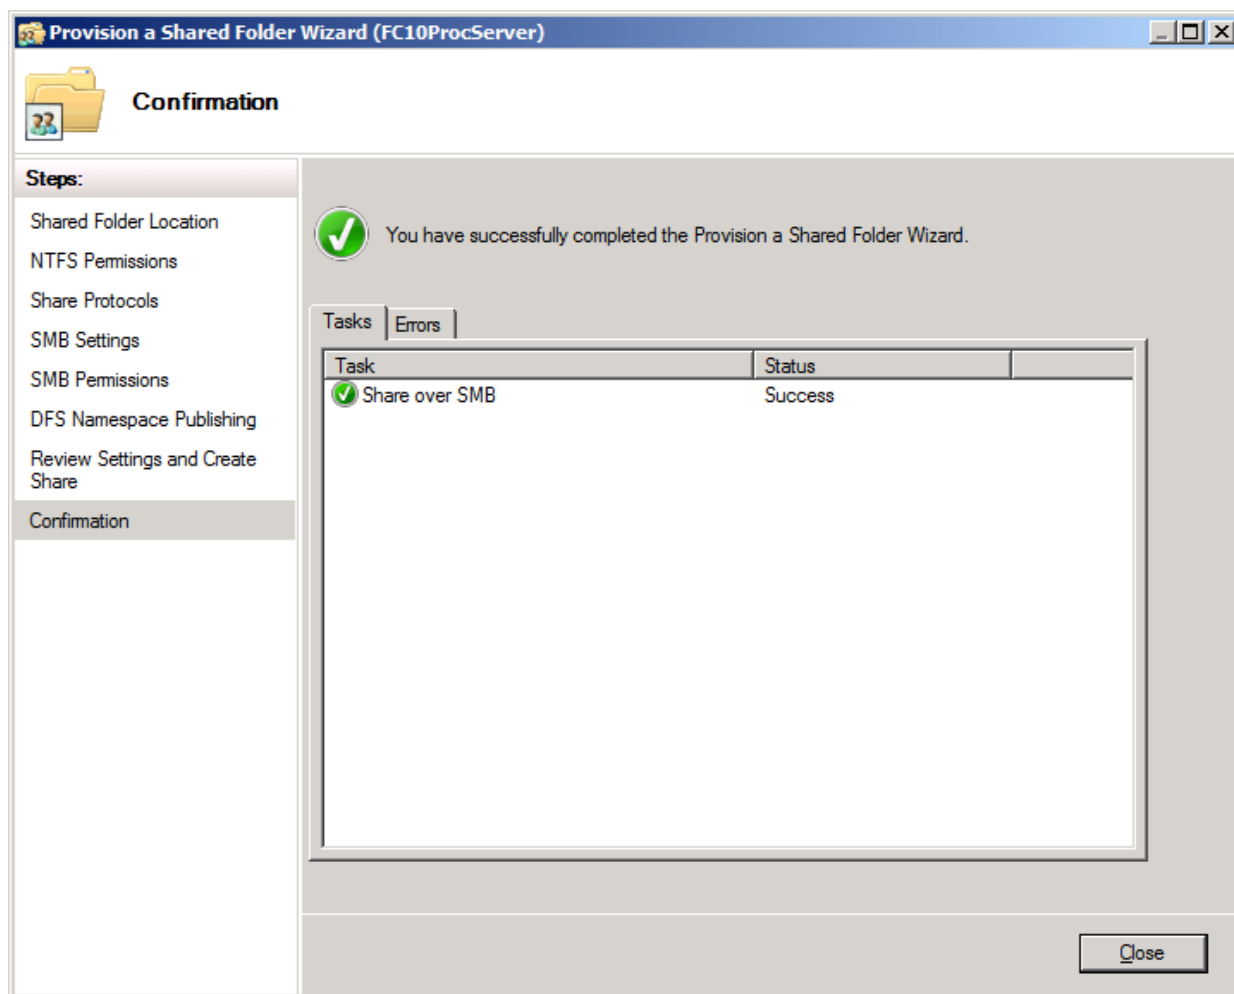 Provision a Shared Folder Wizard (FC10ProcServer)
Confirmation
Steps:
Shared Folder Location
NTFS Permissions
Share Protocols
SMB Settings
SMB Permissions
DFS Namespace Publishing
Review Settings and Create
Share
Confirmation
You have successfully completed the Provision a Shared Folder Wizard.
Tasks Errors
Task Status
Share over SMB Success
Close